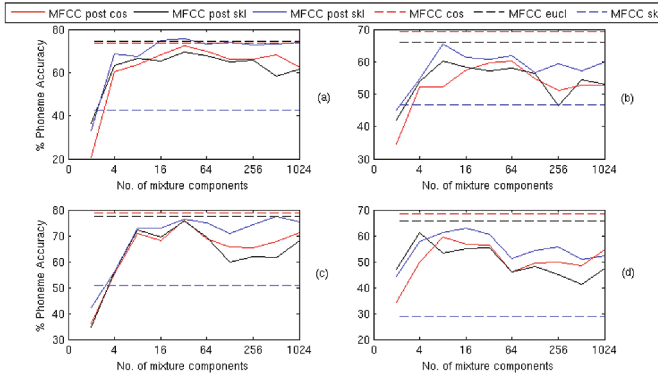 MFCC post cos MFCC post skl MFCC post skl MFCC cos MFCC eucl MFCC sk
80
60
40
20
% Phoneme Accuracy
(a)
0 4 16 64 256 1024
No. of mixture components
70
60
50
40
30
(b)
0 4 16 64 256 1024
No. of mixture components
80
70
60
50
40
30
% Phoneme Accuracy
(c)
0 4 16 64 256 1024
No. of mixture components
70
60
50
40
30
20
(d)
0 4 16 64 256 1024
No. of mixture components